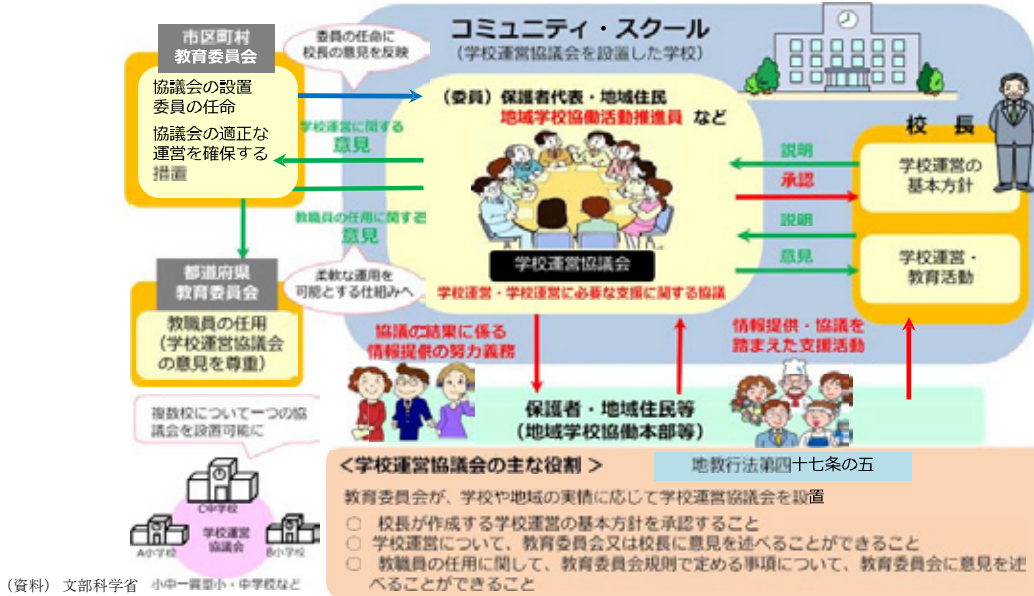 コミュニティ・スクール
(学校運営協議会を設置した学校)
市区町村
教育委員会
協議会の設置
委員の任命
協議会の適正な
運営を確保する
措置
委員の任命に
校長の意見を反映
学校運営に関する
意見
教職員の任用に関する
意見
柔軟な運用を
可能とする仕組みへ
都道府県
教育委員会
教職員の任用
(学校運営協議会
の意見を尊重)
(委員)保護者代表・地域住民
地域学校協働活動推進員 など
学校運営協議会
学校運営・学校運営に必要な支援に関する協議
説明
承認
説明
意見
校 長
学校運営の
基本方針
学校運営・
教育活動
協議の結果に係る
情報提供の努力義務
情報提供・協議を
踏まえた支援活動
保護者・地域住民等
(地域学校協働本部等)
複数校について一つの協
議会を設置可能に
C中学校
学校運営
協議会
A小学校
B小学校
小中一貫型小・中学校など
<学校運営協議会の主な役割 >
地教行法第四十七条の五
教育委員会が、学校や地域の実情に応じて学校運営協議会を設置
○ 校長が作成する学校運営の基本方針を承認すること
○ 学校運営について、教育委員会又は校長に意見を述べることができること
○ 教職員の任用に関して、教育委員会規則で定める事項について、教育委員会に意見を述
べることができること
(資料) 文部科学省